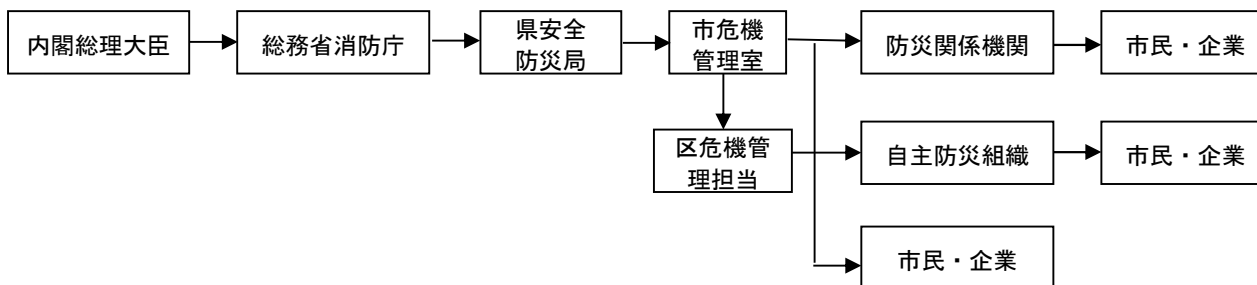 内閣総理大臣
総務省消防庁
県安全
防災局
市危機
管理室
防災関係機関
市民・企業
区危機管
理担当
自主防災組織
市民・企業
市民・企業